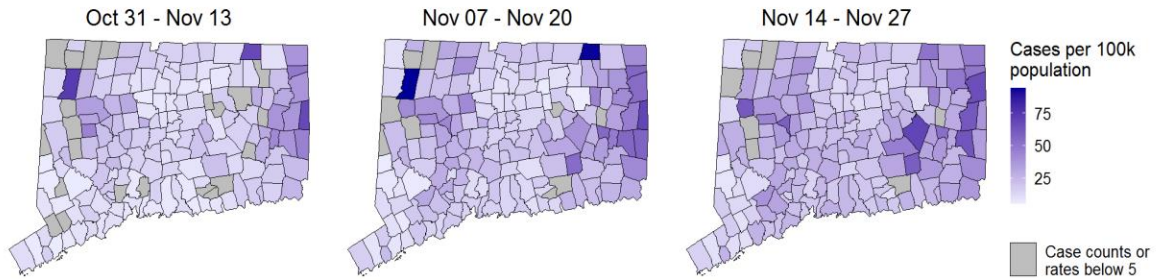 Oct 31 - Nov 13
Nov 07 - Nov 20
Nov 14 - Nov 27
Cases per 100k
population
75
50
25
Case counts or
rates below 5